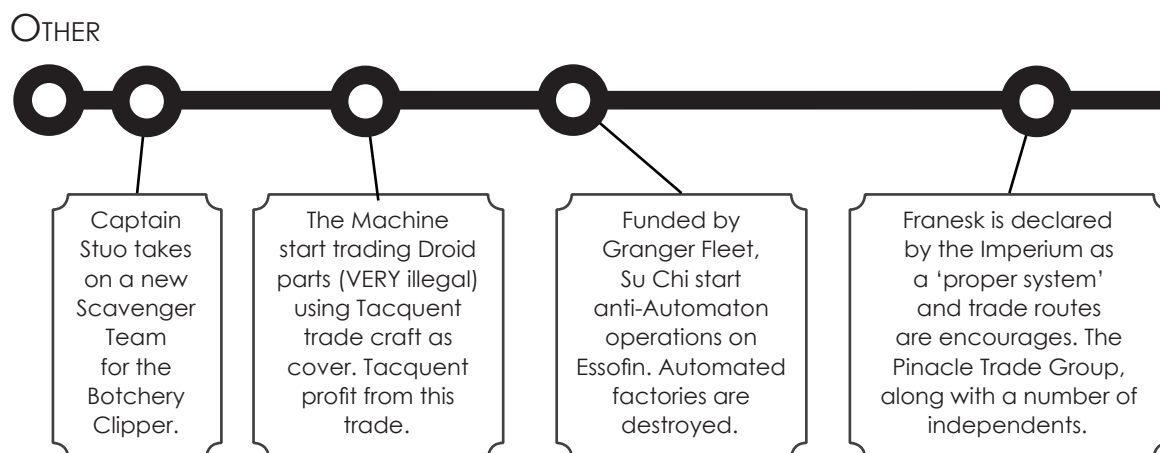 Other
Captain
Stuo takes
on a new
Scavenger
Team
for the
Botchery
Clipper.
The Machine
start trading Droid
parts (VERY illegal)
using Tacquent
trade craft as
cover. Tacquent
profit from this
trade.
Funded by
Granger Fleet,
Su Chi start
anti-Automaton
operations on
Essofin. Automated
factories are
destroyed.
Franesk is declared
by the Imperium as
a ‘proper system’
and trade routes
are encourages. The
Pinacle Trade Group,
along with a number of
independents.